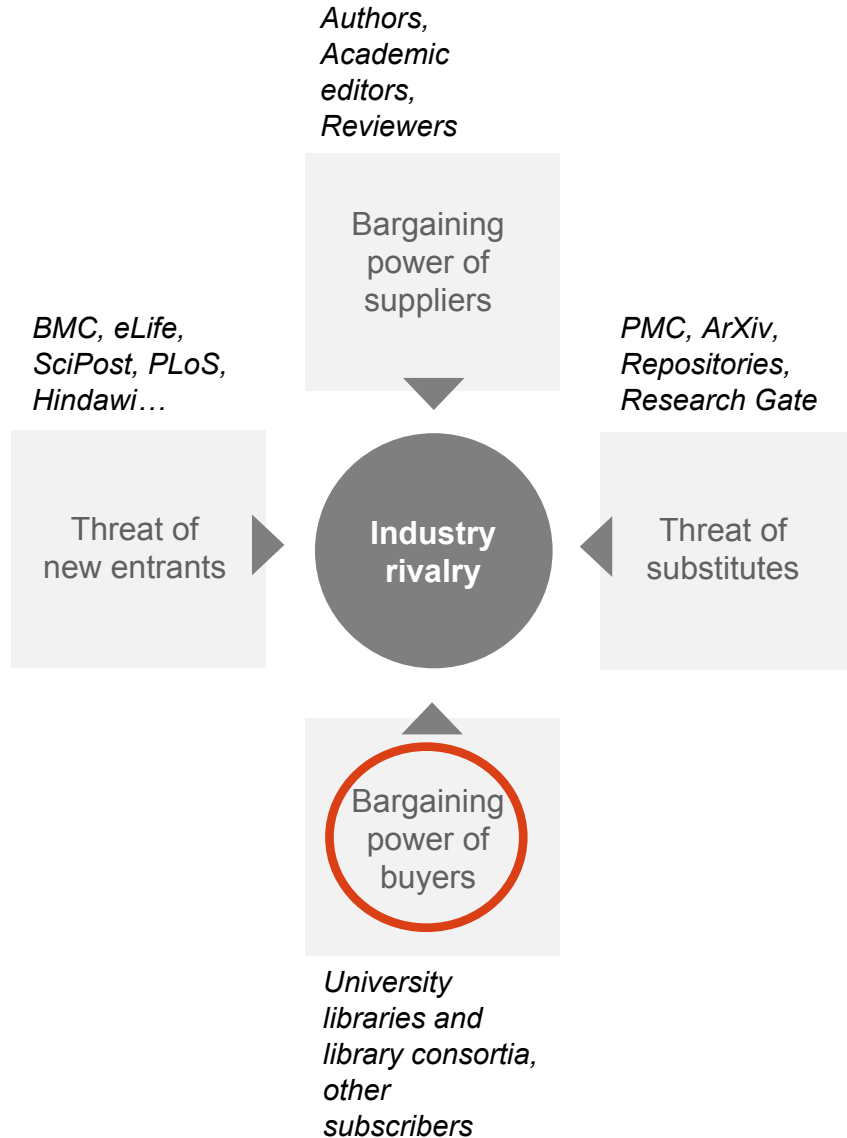 Authors,
Academic
editors,
Reviewers
Bargaining
power of
suppliers
BMC, eLife,
SciPost, PLoS,
Hindawi…
PMC, ArXiv,
Repositories,
Research Gate
Threat of
new entrants
Industry
rivalry
Threat of
substitutes
Bargaining
power of
buyers
University
libraries and
library consortia,
other
subscribers